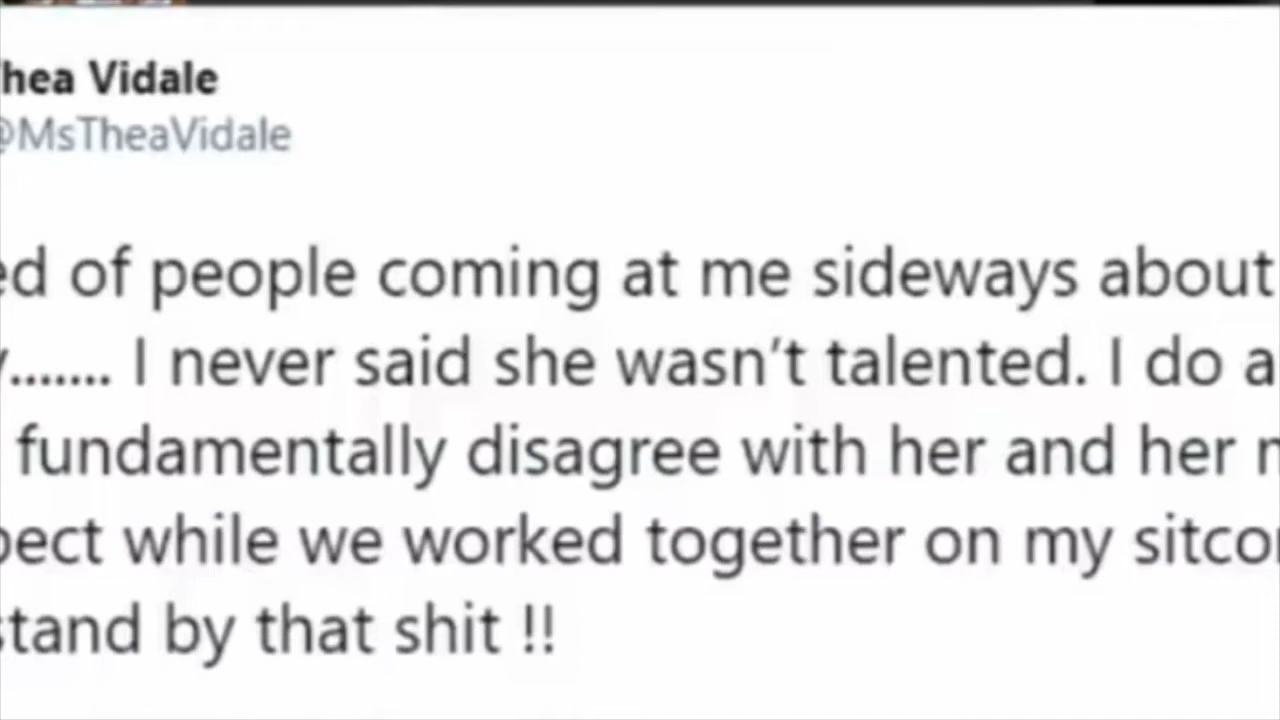 hea Vidale
@MsTheaVidale
ed of people coming at me sideways about
....... I never said she wasn't talented. I do a
fundamentally disagree with her and her
pect while we worked together on my sitco
stand by that shit !!